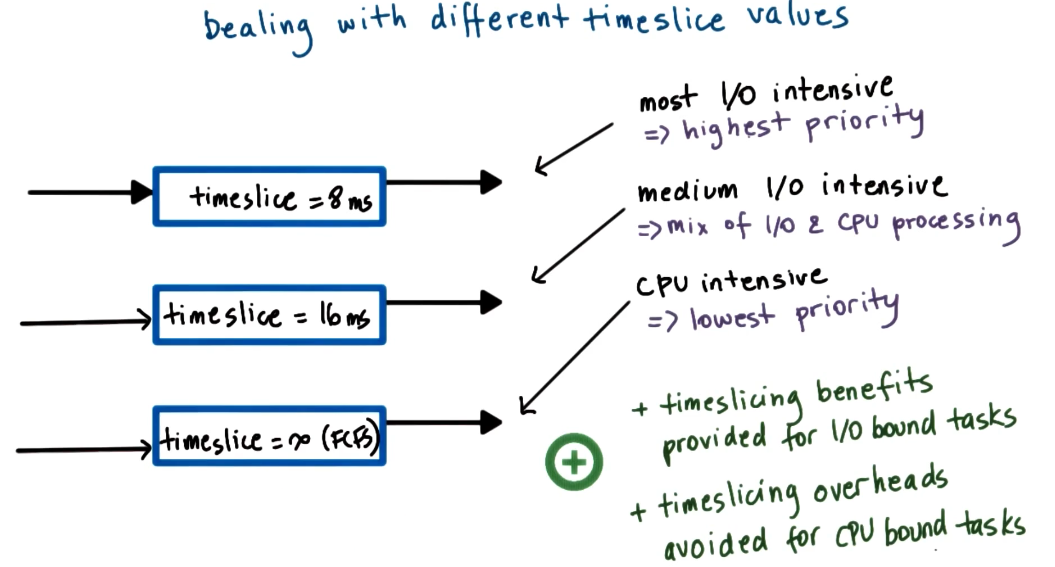 Dealing with different timeslice values
most I/O intensive
=> highest priority
timeslice = 8 ms
medium I/O intensive
=> mix of I/O & CPU processing
timeslice = 16 ms
CPU intensive
=> lowest priority
timeslice = ∞ (FCFS)
+ timeslicing benefits
provided for I/O bound tasks
+ timeslicing overheads
avoided for CPU bound tasks